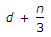 d + n/3